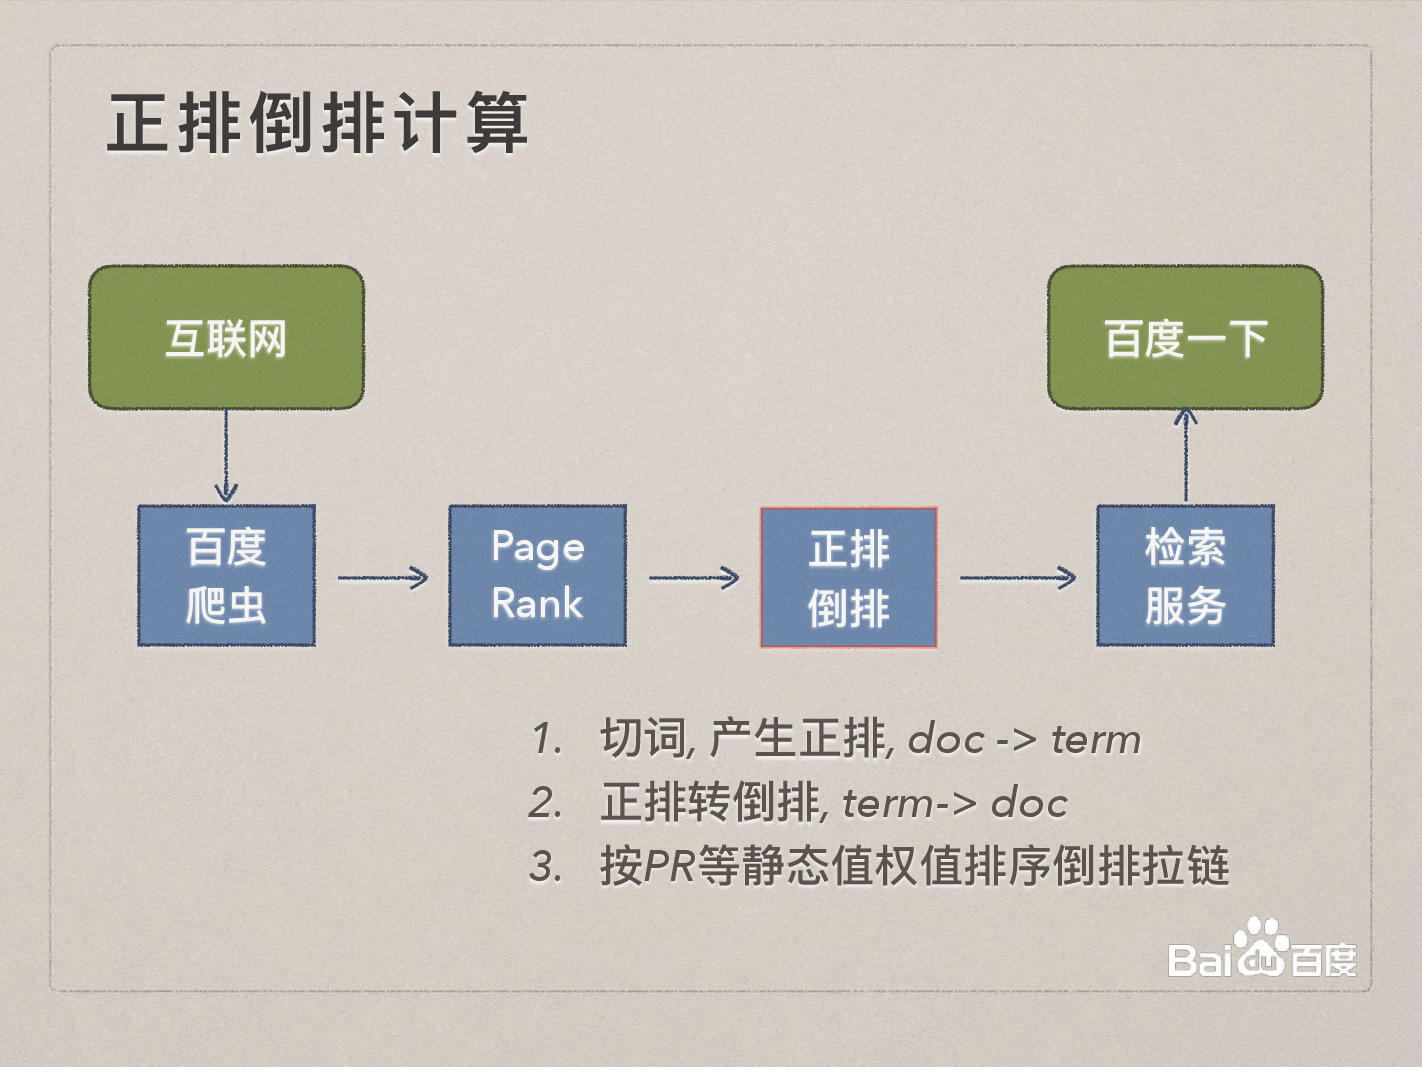 正排倒排计算
互联网
百度一下
百度
爬虫
Page
Rank
正排
倒排
检索
服务
1. 切词, 产生正排, doc -> term
2. 正排转倒排, term-> doc
3. 按PR等静态值权值排序倒排拉链
Bai du 百度